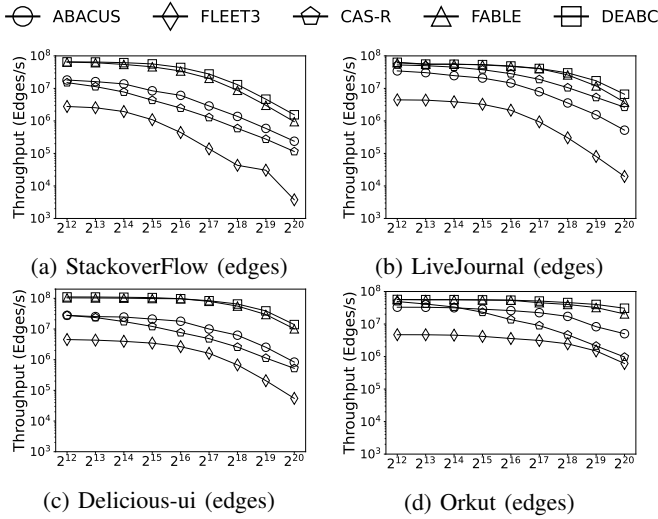 ABACUS FLEET3 CAS-R FABLE DEABC
Throughput (Edges/s)
10^8
10^7
10^6
10^5
10^4
10^3
2^12 2^13 2^14 2^15 2^16 2^17 2^18 2^19 2^20
(a) StackoverFlow (edges)
Throughput (Edges/s)
10^8
10^7
10^6
10^5
10^4
10^3
2^12 2^13 2^14 2^15 2^16 2^17 2^18 2^19 2^20
(b) LiveJournal (edges)
Throughput (Edges/s)
10^8
10^7
10^6
10^5
10^4
10^3
2^12 2^13 2^14 2^15 2^16 2^17 2^18 2^19 2^20
(c) Delicious-ui (edges)
Throughput (Edges/s)
10^8
10^7
10^6
10^5
10^4
10^3
2^12 2^13 2^14 2^15 2^16 2^17 2^18 2^19 2^20
(d) Orkut (edges)